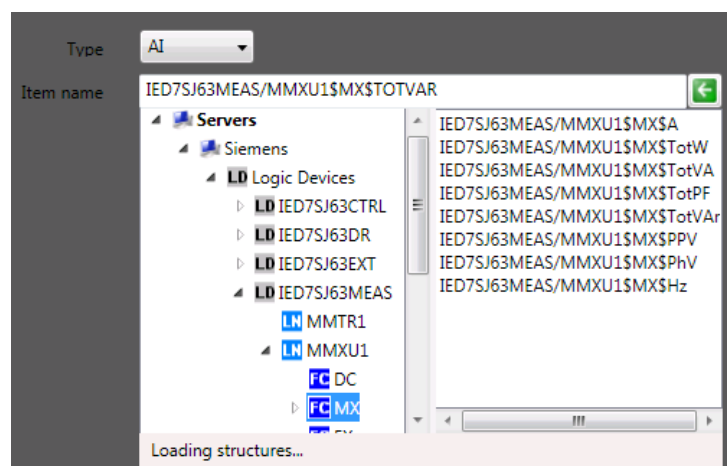 Type AI
Item name IED7SJ63MEAS/MMXU1$MX$TOTVAR
Servers
Siemens
LD Logic Devices
LD IED7SJ63CTRL
LD IED7SJ63DR
LD IED7SJ63EXT
LD IED7SJ63MEAS
LN MMTR1
LN MMXU1
FC DC
FC MX
IED7SJ63MEAS/MMXU1$MX$A
IED7SJ63MEAS/MMXU1$MX$TotW
IED7SJ63MEAS/MMXU1$MX$TotVA
IED7SJ63MEAS/MMXU1$MX$TotPF
IED7SJ63MEAS/MMXU1$MX$TotVAr
IED7SJ63MEAS/MMXU1$MX$PPV
IED7SJ63MEAS/MMXU1$MX$PhV
IED7SJ63MEAS/MMXU1$MX$Hz
Loading structures...